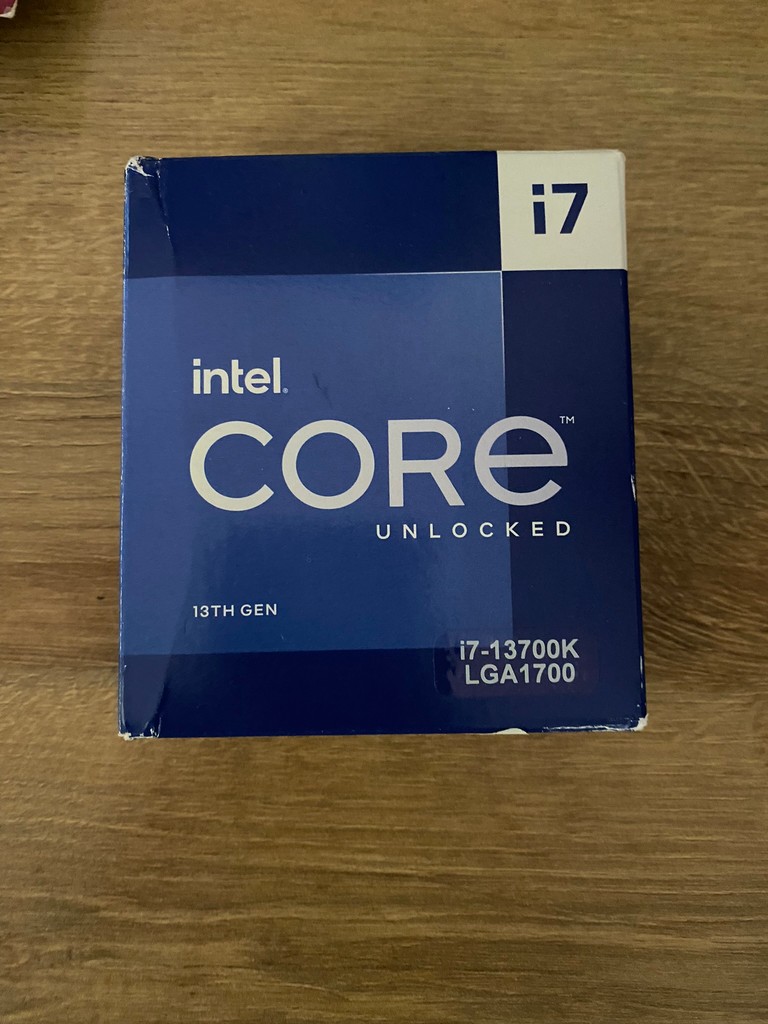 i7
intel.
CORE™
UNLOCKED
13TH GEN
i7-13700K
LGA1700